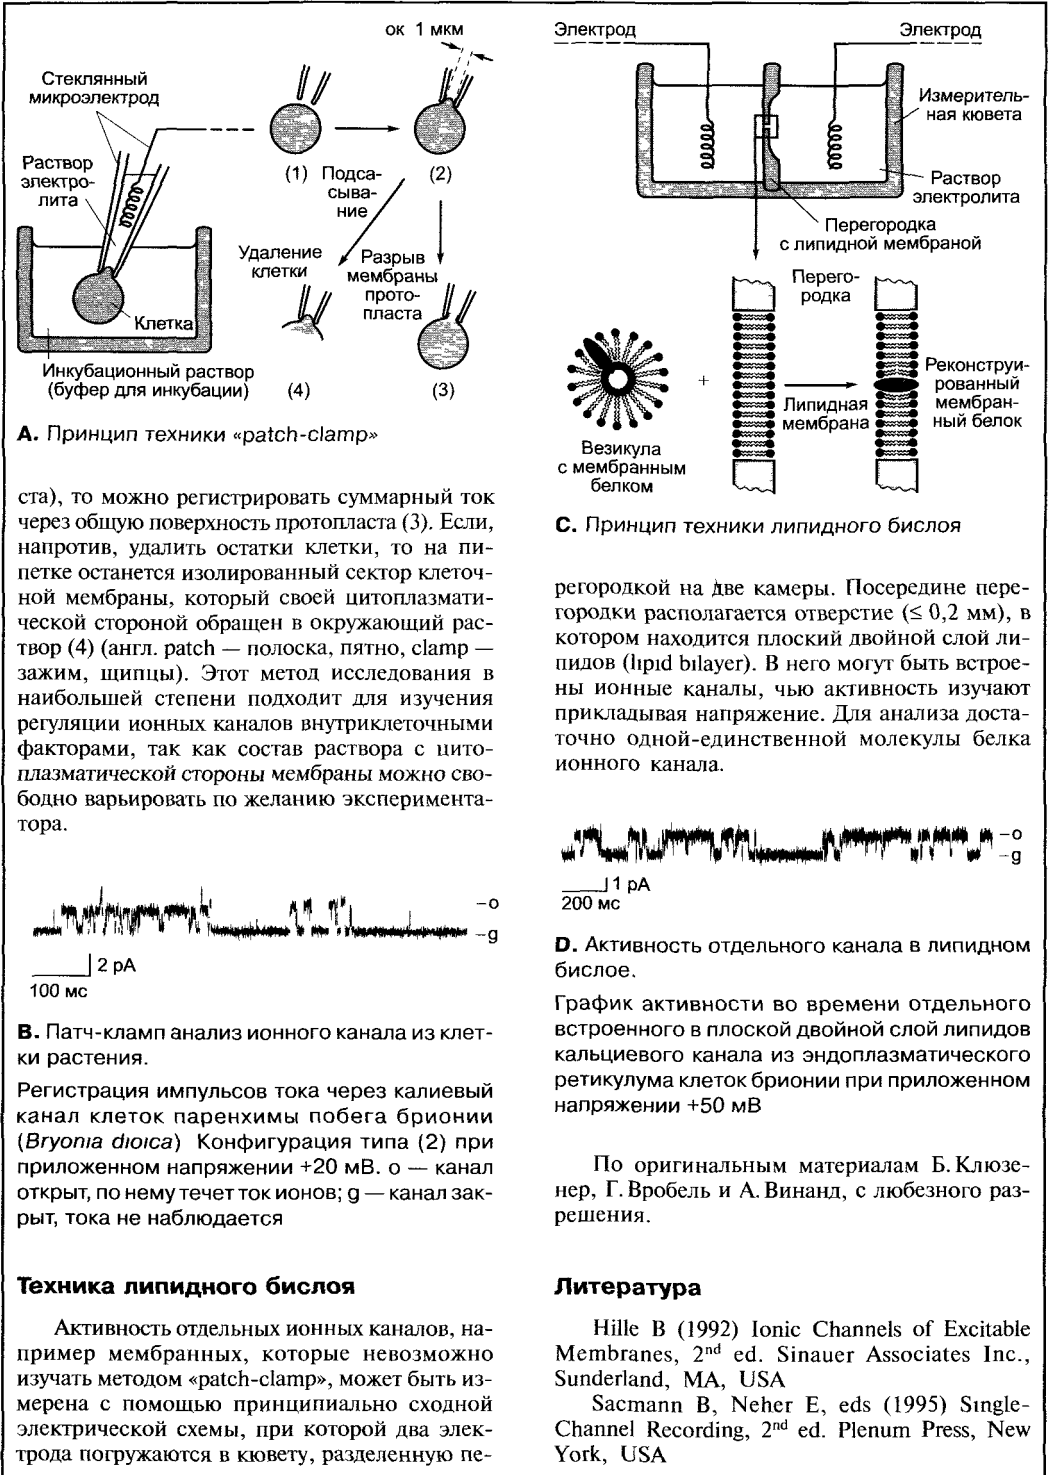 ок 1 мкм
Стеклянный
микроэлектрод
Раствор
электро-
лита
(1)
Подса-
сыва-
ние
(2)
Удаление
клетки
Разрыв
мембраны
прото-
пласта
Клетка
Инкубационный раствор
(буфер для инкубации)
(4)
(3)
А. Принцип техники «patch-clamp»
ста), то можно регистрировать суммарный ток
через общую поверхность протопласта (3). Если,
напротив, удалить остатки клетки, то на пи-
петке останется изолированный сектор клеточ-
ной мембраны, который своей цитоплазмати-
ческой стороной обращен в окружающий рас-
твор (4) (англ. patch — полоска, пятно, clamp —
зажим, щипцы). Этот метод исследования в
наибольшей степени подходит для изучения
регуляции ионных каналов внутриклеточными
факторами, так как состав раствора с цито-
плазматической стороны мембраны можно сво-
бодно варьировать по желанию эксперимента-
тора.
–o
–g
2 pA
100 мс
В. Патч-кламп анализ ионного канала из клет-
ки растения.
Регистрация импульсов тока через калиевый
канал клеток паренхимы побега брионии
(Bryonia dioica) Конфигурация типа (2) при
приложенном напряжении +20 мВ. о — канал
открыт, по нему течет ток ионов; g — канал зак-
рыт, тока не наблюдается
Техника липидного бислоя
Активность отдельных ионных каналов, на-
пример мембранных, которые невозможно
изучать методом «patch-clamp», может быть из-
мерена с помощью принципиально сходной
электрической схемы, при которой два элек-
трода погружаются в кювету, разделенную пе-
Электрод
Электрод
Измеритель-
ная кювета
Раствор
электролита
Перегородка
с липидной мембраной
Перего-
родка
+
Липидная
мембрана
Реконструи-
рованный
мембран-
ный белок
Везикула
с мембранным
белком
С. Принцип техники липидного бислоя
регородкой на две камеры. Посередине пере-
городки располагается отверстие (≤ 0,2 мм), в
котором находится плоский двойной слой ли-
пидов (lipid bilayer). В него могут быть встрое-
ны ионные каналы, чью активность изучают
прикладывая напряжение. Для анализа доста-
точно одной-единственной молекулы белка
ионного канала.
–o
–g
1 pA
200 мс
D. Активность отдельного канала в липидном
бислое.
График активности во времени отдельного
встроенного в плоской двойной слой липидов
кальциевого канала из эндоплазматического
ретикулума клеток брионии при приложенном
напряжении +50 мВ
По оригинальным материалам Б. Клюзе-
нер, Г. Вробель и А. Винанд, с любезного раз-
решения.
Литература
Hille B (1992) Ionic Channels of Excitable
Membranes, 2nd ed. Sinauer Associates Inc.,
Sunderland, MA, USA
Sacmann B, Neher E, eds (1995) Single-
Channel Recording, 2nd ed. Plenum Press, New
York, USA